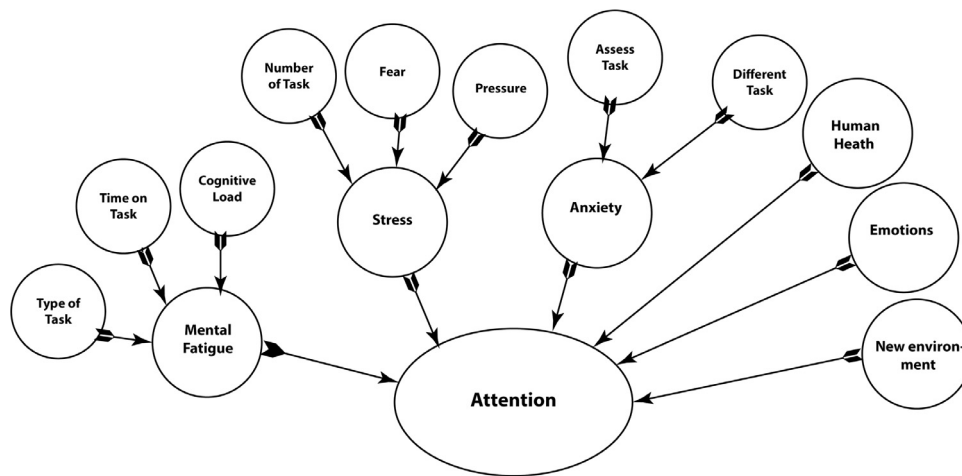 Number
of Task
Fear
Pressure
Assess
Task
Different
Task
Human
Heath
Time on
Task
Cognitive
Load
Stress
Anxiety
Emotions
Type of
Task
Mental
Fatigue
New environ-
ment
Attention